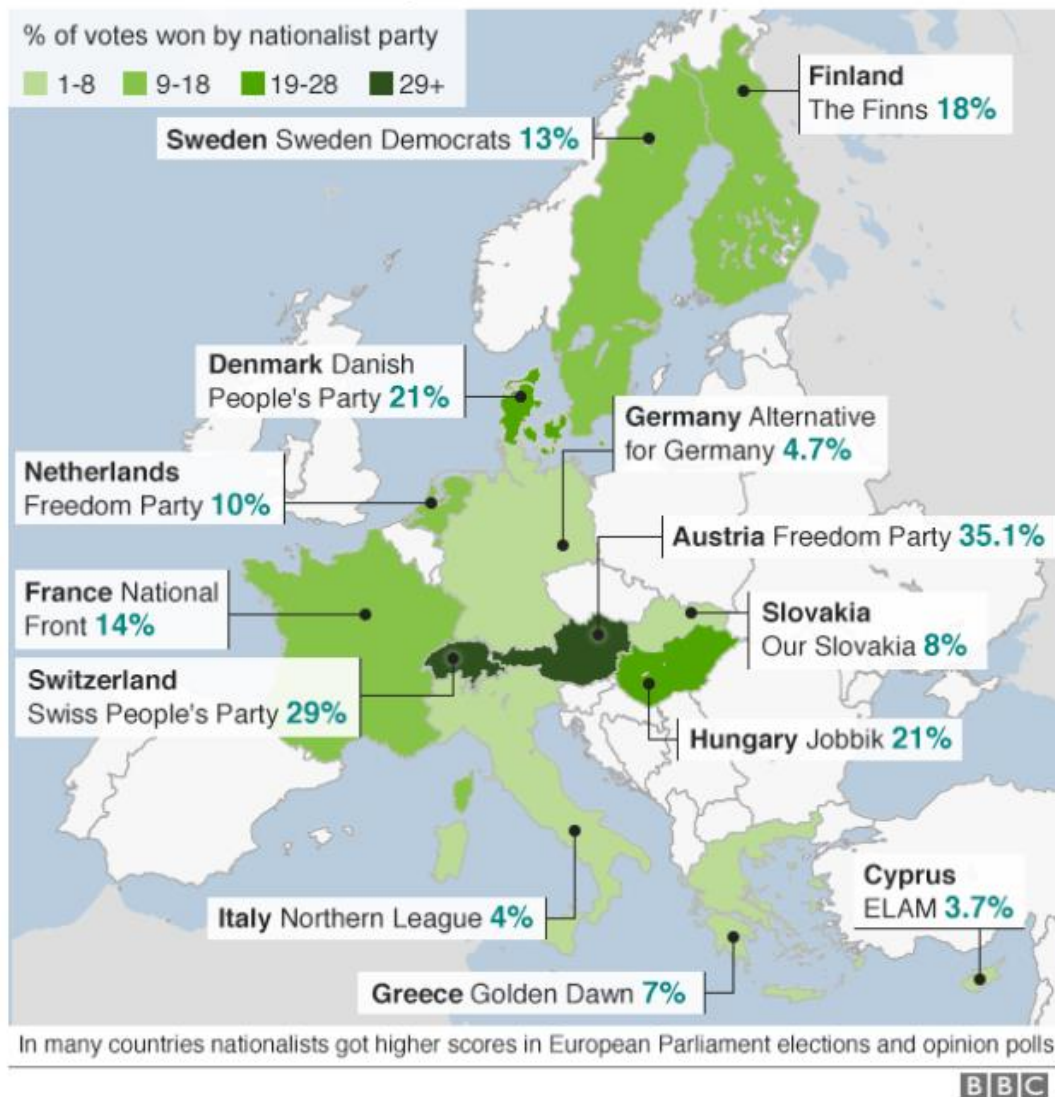 % of votes won by nationalist party
1-8 9-18 19-28 29+
Finland
The Finns 18%
Sweden Sweden Democrats 13%
Denmark Danish
People's Party 21%
Germany Alternative
for Germany 4.7%
Netherlands
Freedom Party 10%
Austria Freedom Party 35.1%
France National
Front 14%
Slovakia
Our Slovakia 8%
Switzerland
Swiss People's Party 29%
Hungary Jobbik 21%
Cyprus
ELAM 3.7%
Italy Northern League 4%
Greece Golden Dawn 7%
In many countries nationalists got higher scores in European Parliament elections and opinion polls
BBC